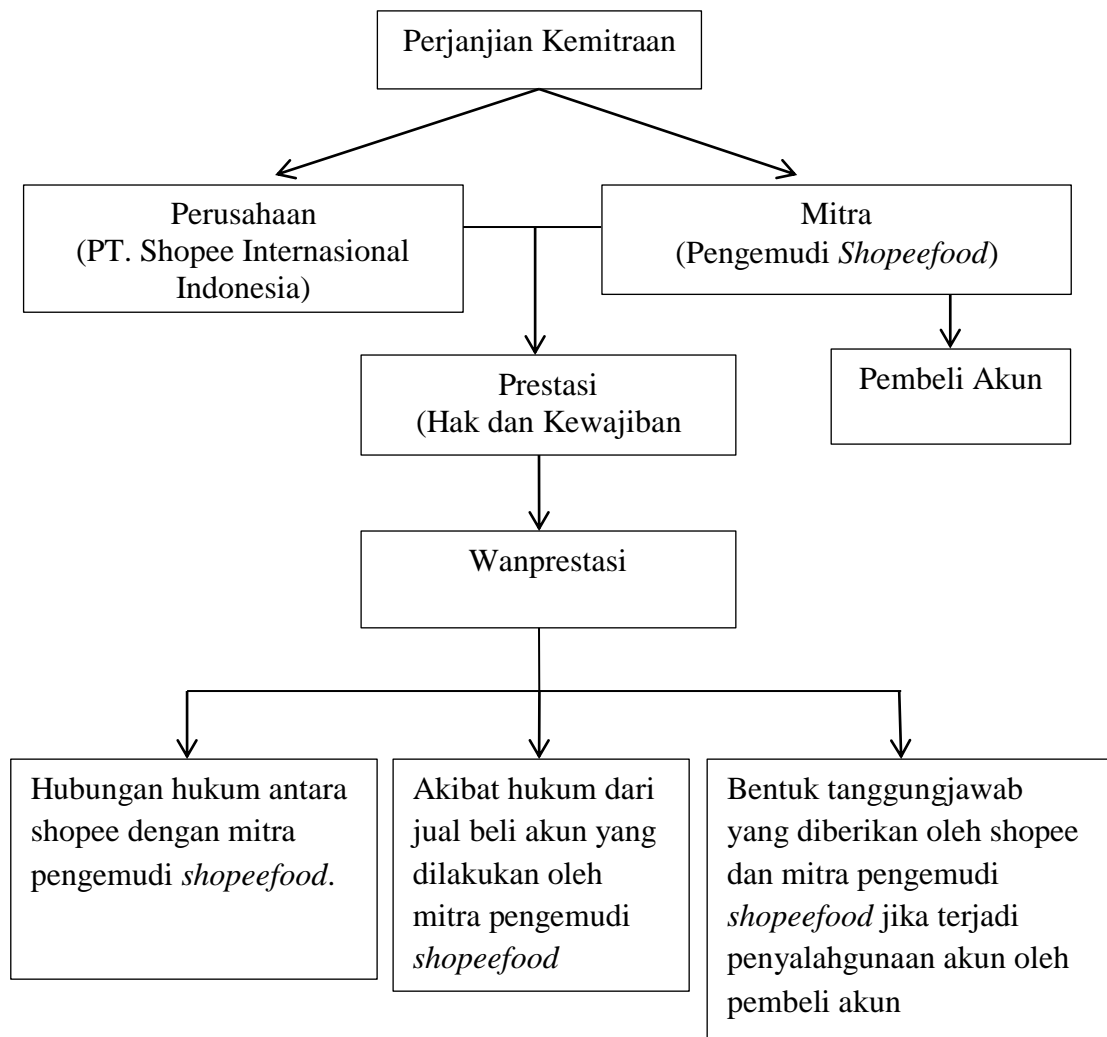 Perjanjian Kemitraan
Perusahaan
(PT. Shopee Internasional
Indonesia)
Mitra
(Pengemudi Shopeefood)
Prestasi
(Hak dan Kewajiban
Pembeli Akun
Wanprestasi
Hubungan hukum antara
shopee dengan mitra
pengemudi shopeefood.
Akibat hukum dari
jual beli akun yang
dilakukan oleh
mitra pengemudi
shopeefood
Bentuk tanggungjawab
yang diberikan oleh shopee
dan mitra pengemudi
shopeefood jika terjadi
penyalahgunaan akun oleh
pembeli akun